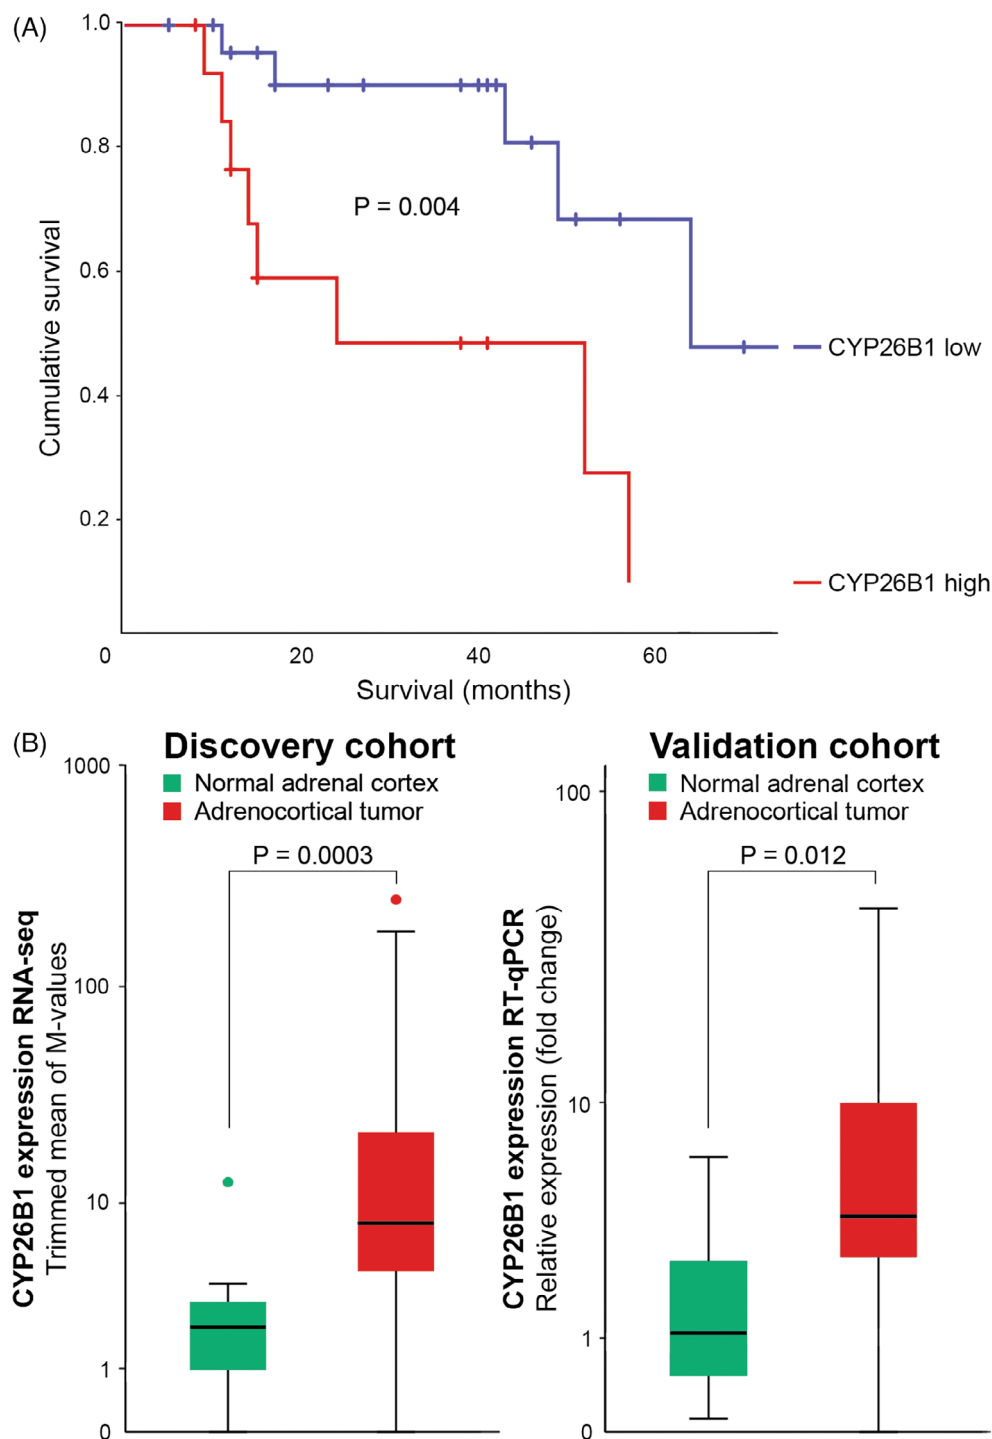 (A)
1.0
0.8
0.6
0.4
0.2
Cumulative survival
P = 0.004
CYP26B1 low
CYP26B1 high
0 20 40 60
Survival (months)
(B)
Discovery cohort
Normal adrenal cortex
Adrenocortical tumor
P = 0.0003
1000
100
10
1
0
CYP26B1 expression RNA-seq
Trimmed mean of M-values
Validation cohort
Normal adrenal cortex
Adrenocortical tumor
P = 0.012
100
10
1
0
CYP26B1 expression RT-qPCR
Relative expression (fold change)